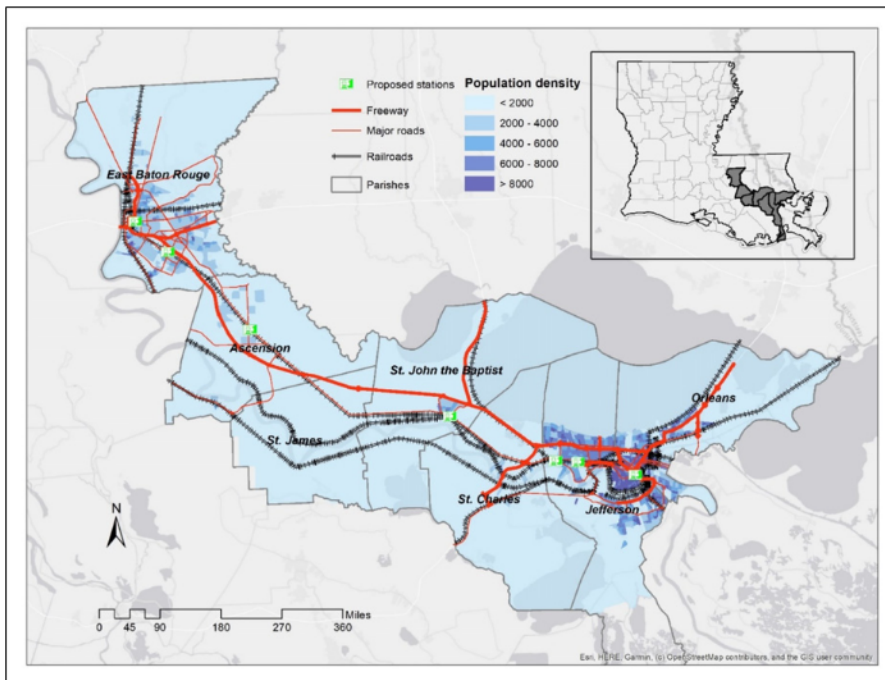 Proposed stations
Freeway
Major roads
Railroads
Parishes
Population density
< 2000
2000 - 4000
4000 - 6000
6000 - 8000
> 8000
East Baton Rouge
Ascension
St. John the Baptist
Orleans
St. James
St. Charles
Jefferson
N
Miles
0 45 90 180 270 360
Esri, HERE, Garmin, (c) OpenStreetMap contributors, and the GIS user community